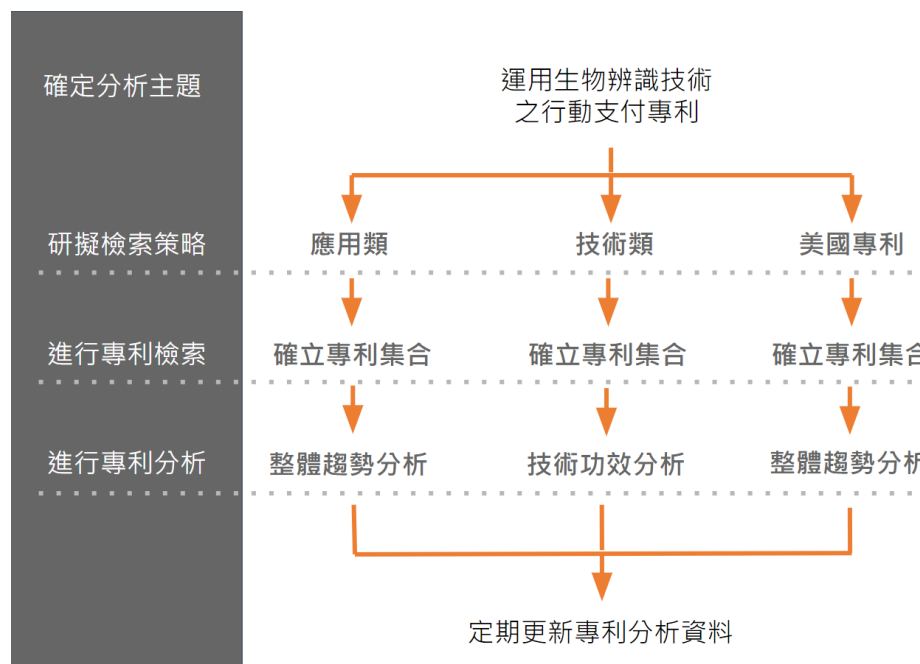 確定分析主題
運用生物辨識技術
之行動支付專利
研擬檢索策略
應用類
技術類
美國專利
進行專利檢索
確立專利集合
確立專利集合
確立專利集合
進行專利分析
整體趨勢分析
技術功效分析
整體趨勢分析
定期更新專利分析資料